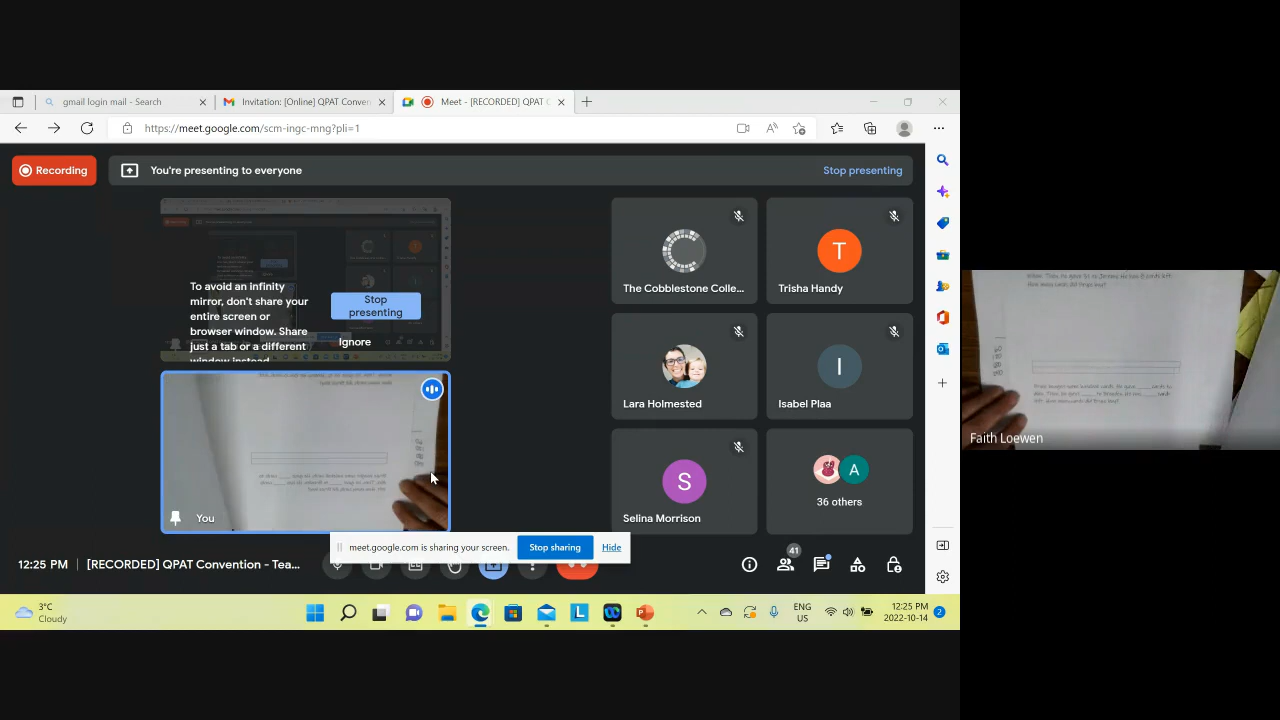 gmail login mail - Search
Invitation: [Online] QPAT Conven
Meet - [RECORDED] QPAT C
https://meet.google.com/scm-ingc-mng?pli=1
Recording
You're presenting to everyone
Stop presenting
To avoid an infinity
mirror, don't share your
entire screen or
browser window. Share
just a tab or a different
window instead.
Stop
presenting
Ignore
The Cobblestone Colle...
Trisha Handy
T
Lara Holmested
Isabel Plaa
I
Selina Morrison
S
A
36 others
You
meet.google.com is sharing your screen.
Stop sharing
Hide
12:25 PM
[RECORDED] QPAT Convention - Tea...
41
3°C
Cloudy
ENG
US
12:25 PM
2022-10-14
2
Faith Loewen